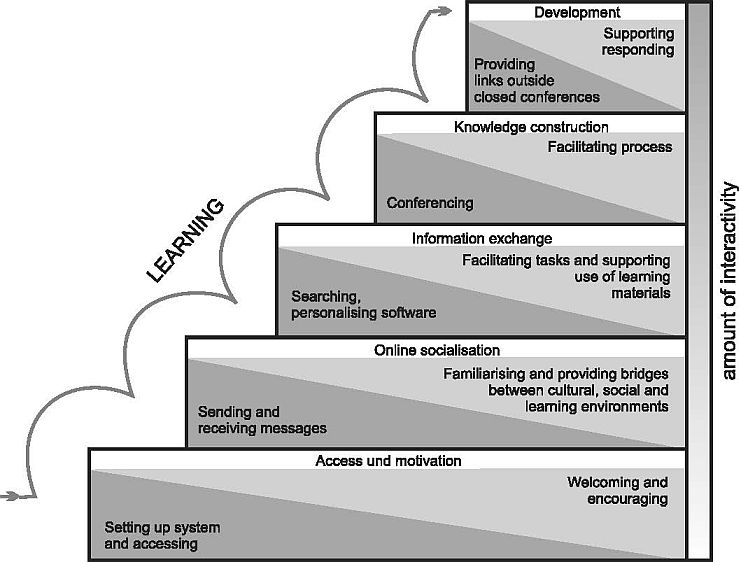 Development
Supporting
responding
Providing
links outside
closed conferences
Knowledge construction
Facilitating process
Conferencing
Information exchange
Facilitating tasks and supporting
use of learning
materials
Searching,
personalising software
Online socialisation
Familiarising and providing bridges
between cultural, social and
learning environments
Sending and
receiving messages
Access und motivation
Welcoming and
encouraging
Setting up system
and accessing
LEARNING
amount of interactivity